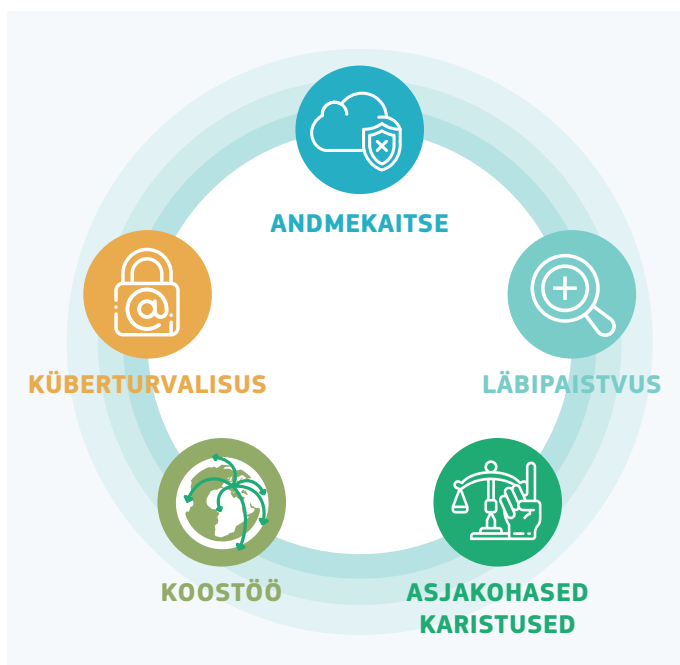 ANDMEKAITSE
KÜBERTURVALISUS
LÄBIPAISTVUS
KOOSTÖÖ
ASJAKOHASED
KARISTUSED